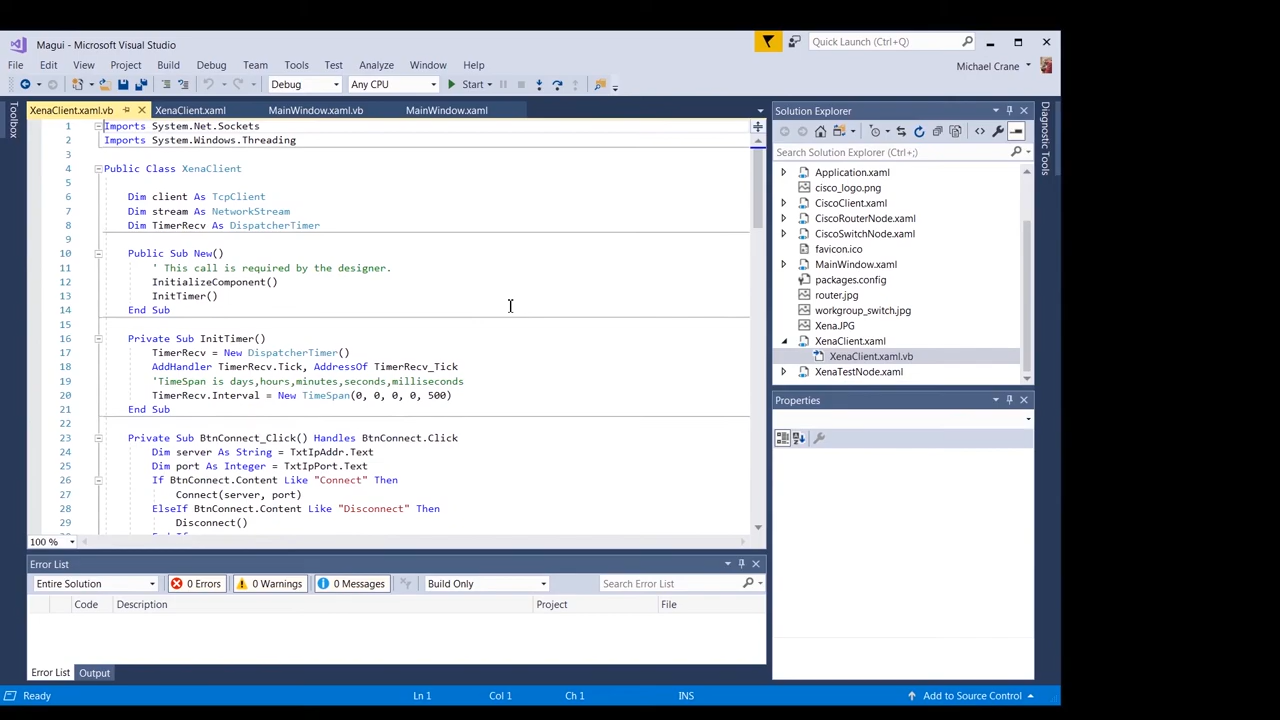 Magui - Microsoft Visual Studio
Quick Launch (Ctrl+Q)
File Edit View Project Build Debug Team Tools Test Analyze Window Help
Michael Crane
Debug Any CPU Start
Toolbox
XenaClient.xaml.vb XenaClient.xaml MainWindow.xaml.vb MainWindow.xaml
1 Imports System.Net.Sockets
2 Imports System.Windows.Threading
3
4 Public Class XenaClient
5
6 Dim client As TcpClient
7 Dim stream As NetworkStream
8 Dim TimerRecv As DispatcherTimer
9
10 Public Sub New()
11 ' This call is required by the designer.
12 InitializeComponent()
13 InitTimer()
14 End Sub
15
16 Private Sub InitTimer()
17 TimerRecv = New DispatcherTimer()
18 AddHandler TimerRecv.Tick, AddressOf TimerRecv_Tick
19 'TimeSpan is days,hours,minutes,seconds,milliseconds
20 TimerRecv.Interval = New TimeSpan(0, 0, 0, 0, 500)
21 End Sub
22
23 Private Sub BtnConnect_Click() Handles BtnConnect.Click
24 Dim server As String = TxtIpAddr.Text
25 Dim port As Integer = TxtIpPort.Text
26 If BtnConnect.Content Like "Connect" Then
27 Connect(server, port)
28 ElseIf BtnConnect.Content Like "Disconnect" Then
29 Disconnect()
100 %
Solution Explorer
Search Solution Explorer (Ctrl+;)
Application.xaml
cisco_logo.png
CiscoClient.xaml
CiscoRouterNode.xaml
CiscoSwitchNode.xaml
favicon.ico
MainWindow.xaml
packages.config
router.jpg
workgroup_switch.jpg
Xena.JPG
XenaClient.xaml
XenaClient.xaml.vb
XenaTestNode.xaml
Properties
Diagnostic Tools
Error List
Entire Solution 0 Errors 0 Warnings 0 Messages Build Only Search Error List
Code Description Project File
Error List Output
Ready Ln 1 Col 1 Ch 1 INS Add to Source Control